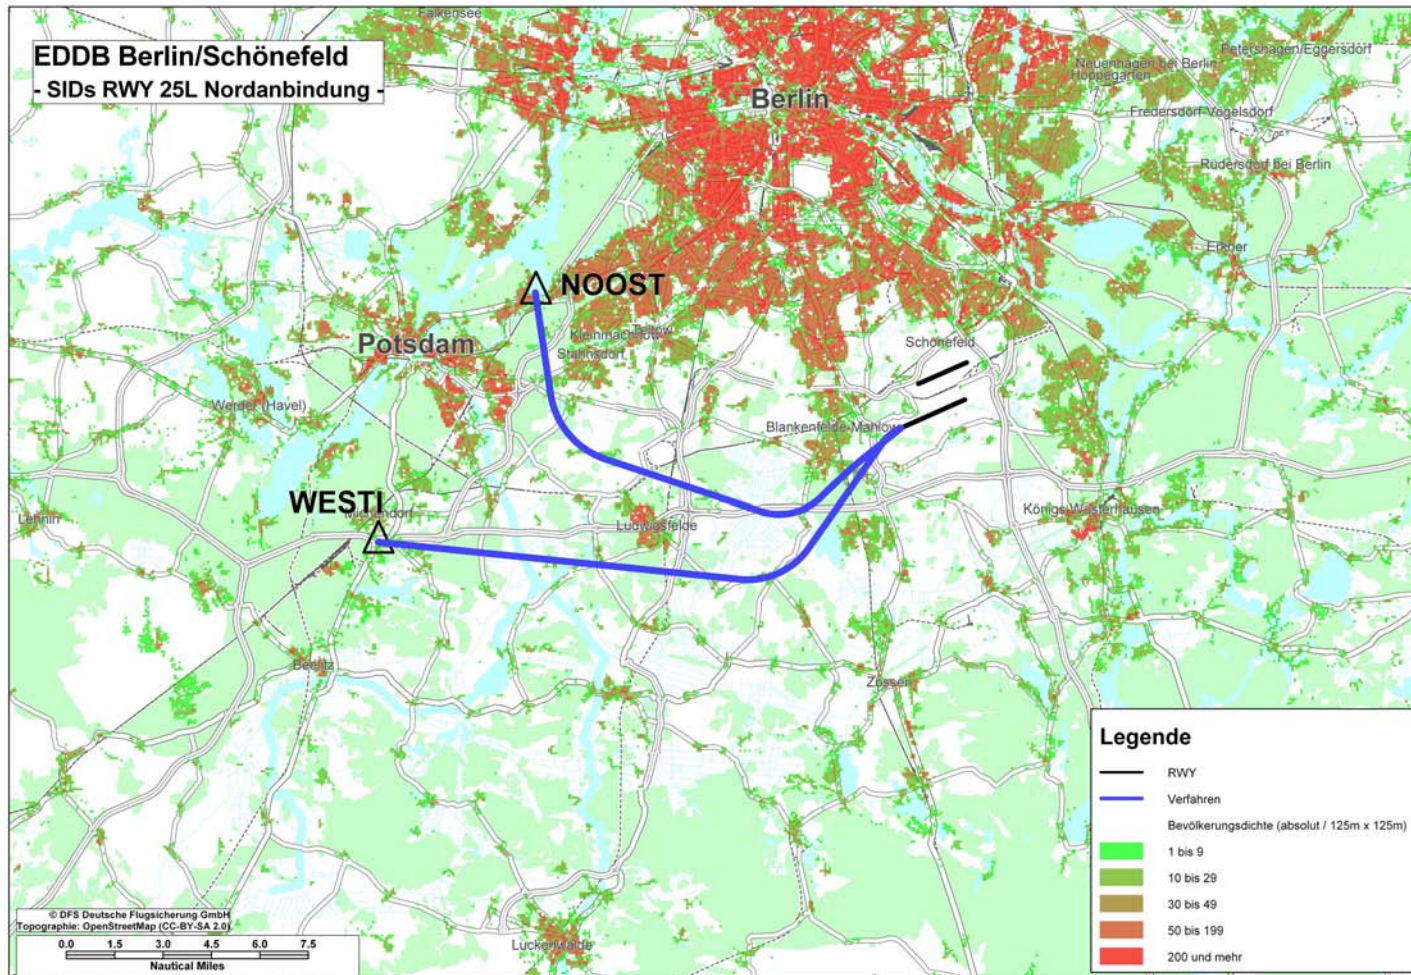 Falkensee
EDDB Berlin/Schönefeld
- SIDs RWY 25L Nordanbindung -
Petershagen/Eggersdorf
Neuenhagen bei Berlin
Hoppegarten
Berlin
Fredersdorf-Vogelsdorf
Rüdersdorf bei Berlin
Erkner
NOOST
Teltow
Kleinmachnow
Potsdam
Stahnsdorf
Schönefeld
Werder (Havel)
Blankenfelde-Mahlow
WESTI
Michendorf
Lehnin
Ludwigsfelde
Königs Wusterhausen
Beelitz
Zossen
Luckenwalde
Legende
RWY
Verfahren
Bevölkerungsdichte (absolut / 125m x 125m)
1 bis 9
10 bis 29
30 bis 49
50 bis 199
200 und mehr
© DFS Deutsche Flugsicherung GmbH
Topographie: OpenStreetMap (CC-BY-SA 2.0)
0.0 1.5 3.0 4.5 6.0 7.5
Nautical Miles